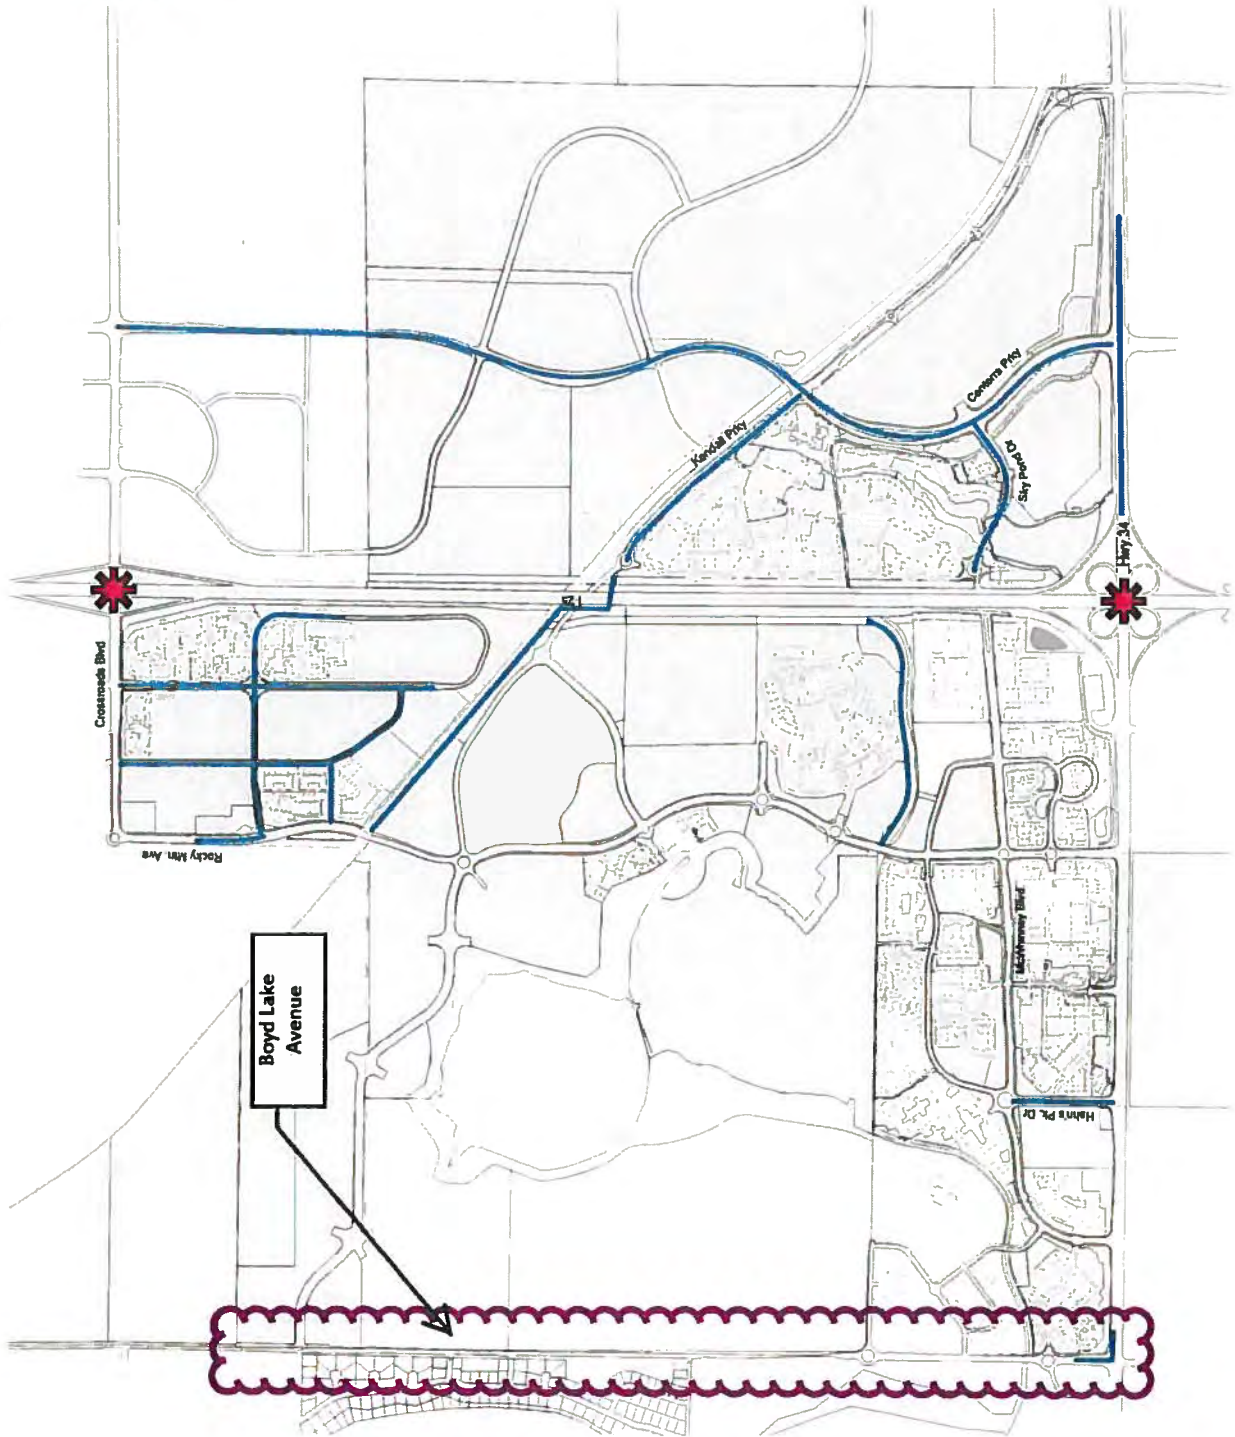 Kendall Pkwy
Centerra Pkwy
Sky Pond Dr
Hwy. 34
Crossroads Blvd
Rocky Mtn. Ave
Boyd Lake
Avenue
McWhinney Blvd
Hahn's Pk. Dr